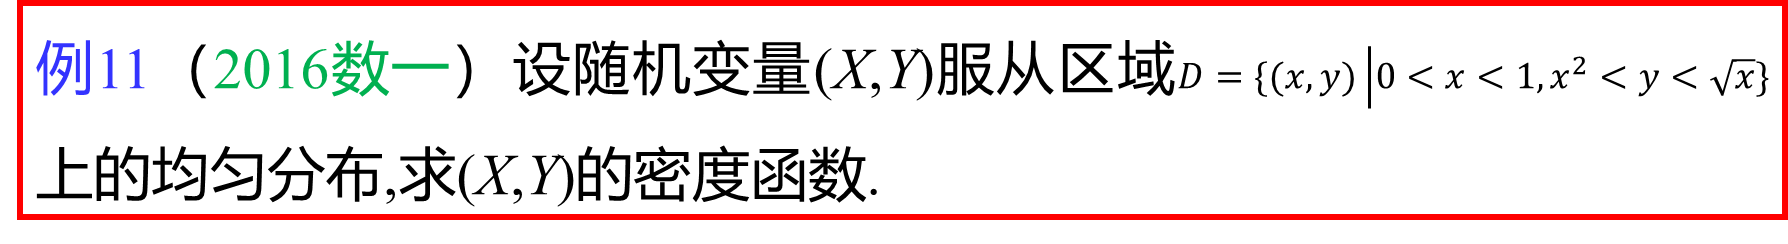 例11（2016数一）设随机变量(X,Y)服从区域D = {(x, y) |0 < x < 1, x² < y < √x}
上的均匀分布,求(X,Y)的密度函数.